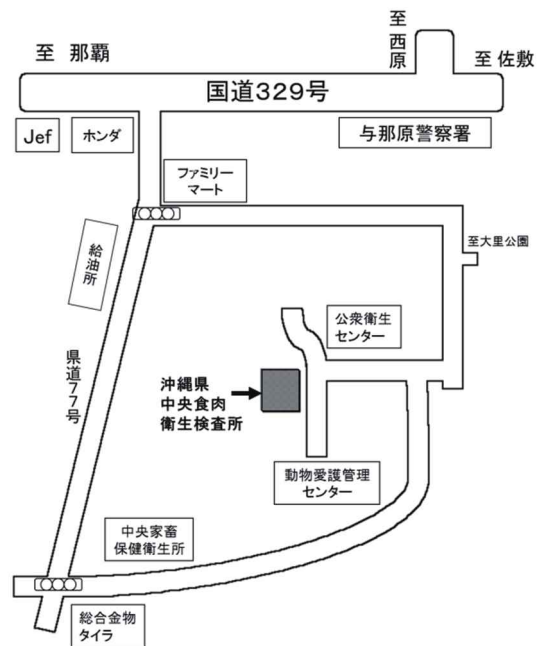 至 西原
至 那覇
至 佐敷
国道329号
Jef
ホンダ
与那原警察署
ファミリー
マート
至大里公園
給油所
公衆衛生
センター
県道77号
沖縄県
中央食肉
衛生検査所
動物愛護管理
センター
中央家畜
保健衛生所
総合金物
タイラ